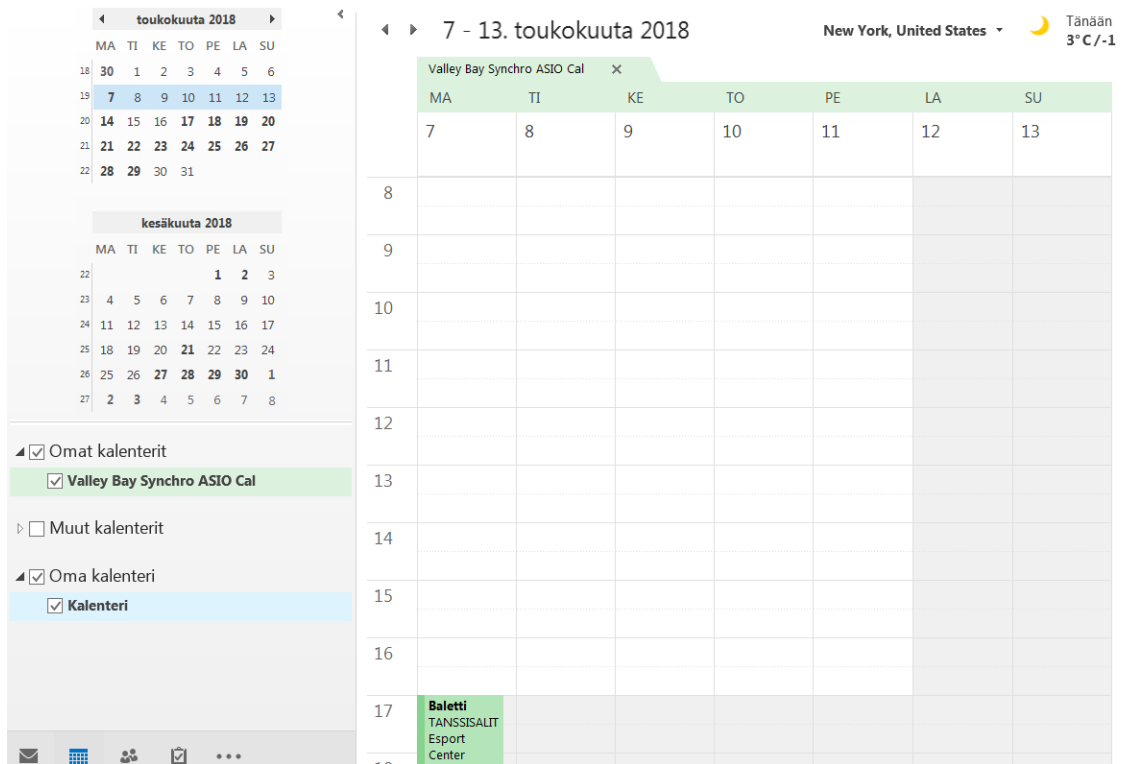 toukokuuta 2018
MA TI KE TO PE LA SU
18 30 1 2 3 4 5 6
19 7 8 9 10 11 12 13
20 14 15 16 17 18 19 20
21 21 22 23 24 25 26 27
22 28 29 30 31
kesäkuuta 2018
MA TI KE TO PE LA SU
22 1 2 3
23 4 5 6 7 8 9 10
24 11 12 13 14 15 16 17
25 18 19 20 21 22 23 24
26 25 26 27 28 29 30 1
27 2 3 4 5 6 7 8
Omat kalenterit
Valley Bay Synchro ASIO Cal
Muut kalenterit
Oma kalenteri
Kalenteri
7 - 13. toukokuuta 2018
New York, United States
Tänään
3°C/-1
Valley Bay Synchro ASIO Cal
MA TI KE TO PE LA SU
7 8 9 10 11 12 13
8
9
10
11
12
13
14
15
16
17
Baletti
TANSSISALIT
Esport
Center